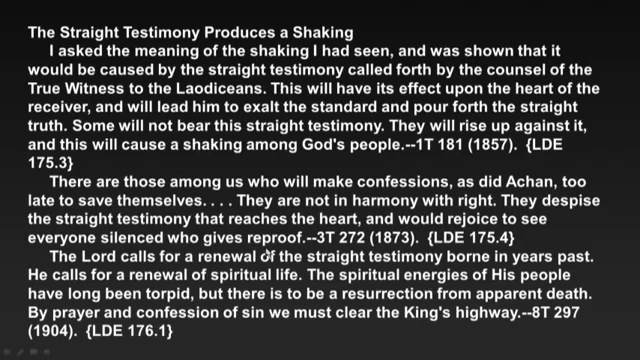 The Straight Testimony Produces a Shaking
I asked the meaning of the shaking I had seen, and was shown that it
would be caused by the straight testimony called forth by the counsel of the
True Witness to the Laodiceans. This will have its effect upon the heart of the
receiver, and will lead him to exalt the standard and pour forth the straight
truth. Some will not bear this straight testimony. They will rise up against it,
and this will cause a shaking among God's people.--1T 181 (1857). {LDE
175.3}
There are those among us who will make confessions, as did Achan, too
late to save themselves. . . . They are not in harmony with right. They despise
the straight testimony that reaches the heart, and would rejoice to see
everyone silenced who gives reproof.--3T 272 (1873). {LDE 175.4}
The Lord calls for a renewal of the straight testimony borne in years past.
He calls for a renewal of spiritual life. The spiritual energies of His people
have long been torpid, but there is to be a resurrection from apparent death.
By prayer and confession of sin we must clear the King's highway.--8T 297
(1904). {LDE 176.1}